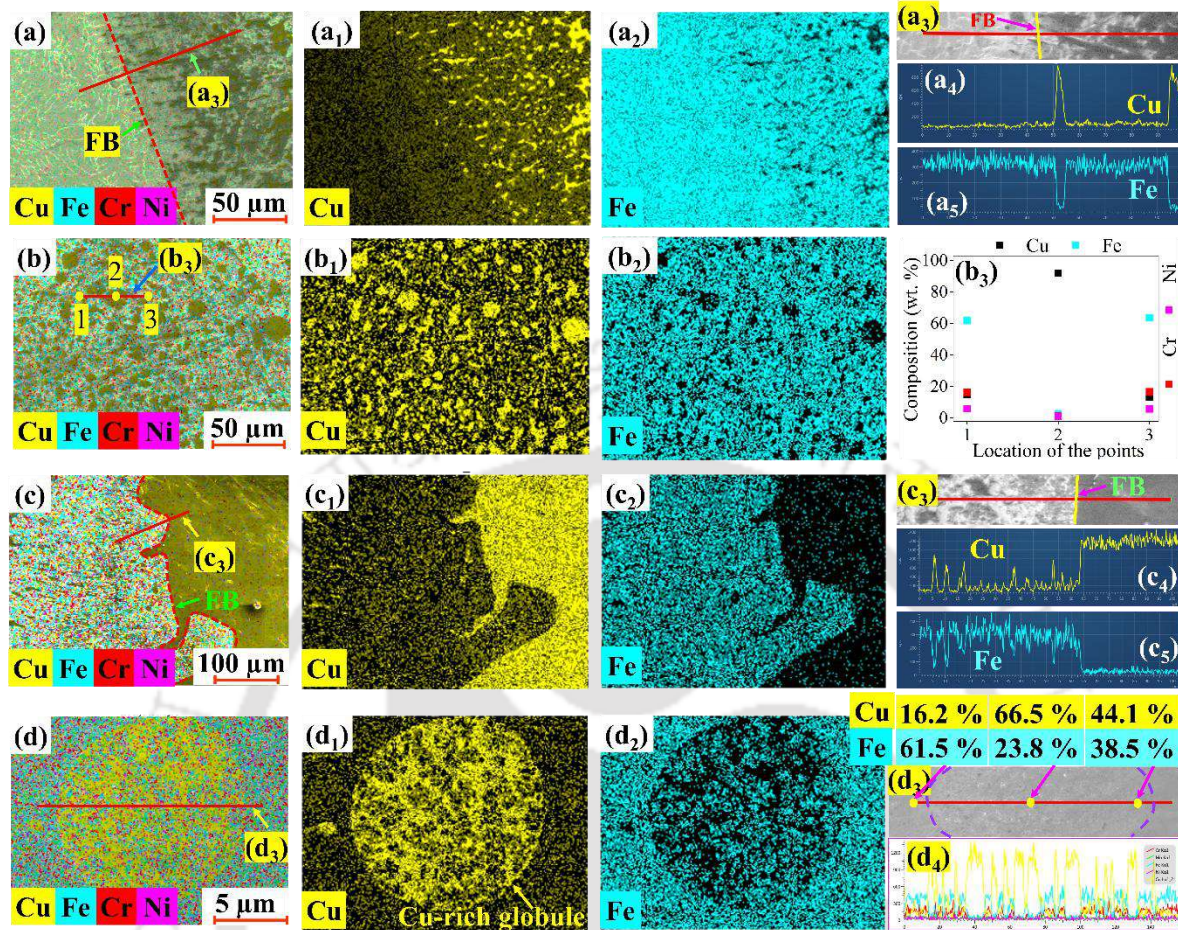 (a)
(a₃)
FB
Cu Fe Cr Ni
50 µm
(a₁)
Cu
(a₂)
Fe
(a₃)
FB
(a₄)
Cu
(a₅)
Fe
(b)
(b₃)
2
1
3
Cu Fe Cr Ni
50 µm
(b₁)
Cu
(b₂)
Fe
Cu Fe
(b₃)
Composition (wt. %)
100
80
60
40
20
0
1 2 3
Location of the points
Ni
Cr
(c)
(c₃)
FB
Cu Fe Cr Ni
100 µm
(c₁)
Cu
(c₂)
Fe
(c₃)
FB
Cu
(c₄)
Fe
(c₅)
Cu 16.2 % 66.5 % 44.1 %
Fe 61.5 % 23.8 % 38.5 %
(d)
(d₃)
Cu Fe Cr Ni
5 µm
(d₁)
Cu-rich globule
Cu
(d₂)
Fe
(d₃)
(d₄)